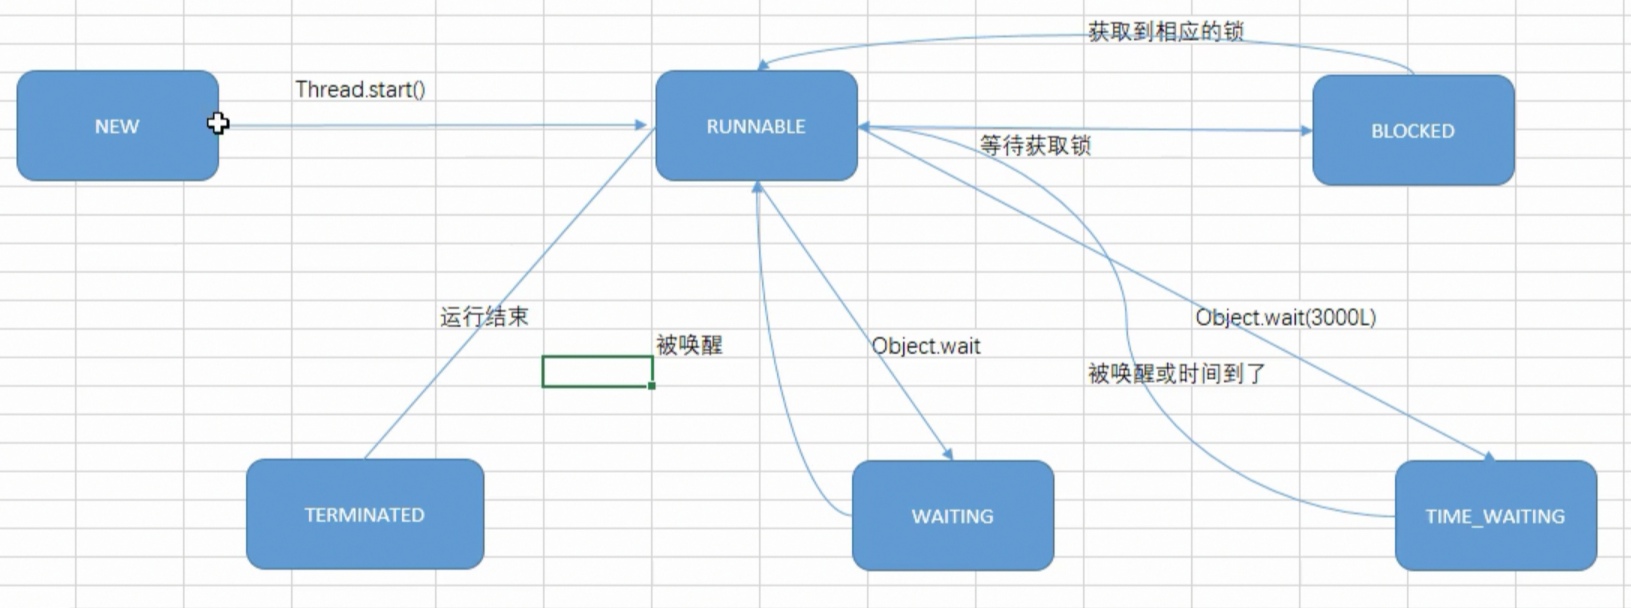 获取到相应的锁
Thread.start()
NEW
RUNNABLE
BLOCKED
等待获取锁
运行结束
被唤醒
Object.wait
Object.wait(3000L)
被唤醒或时间到了
TERMINATED
WAITING
TIME_WAITING